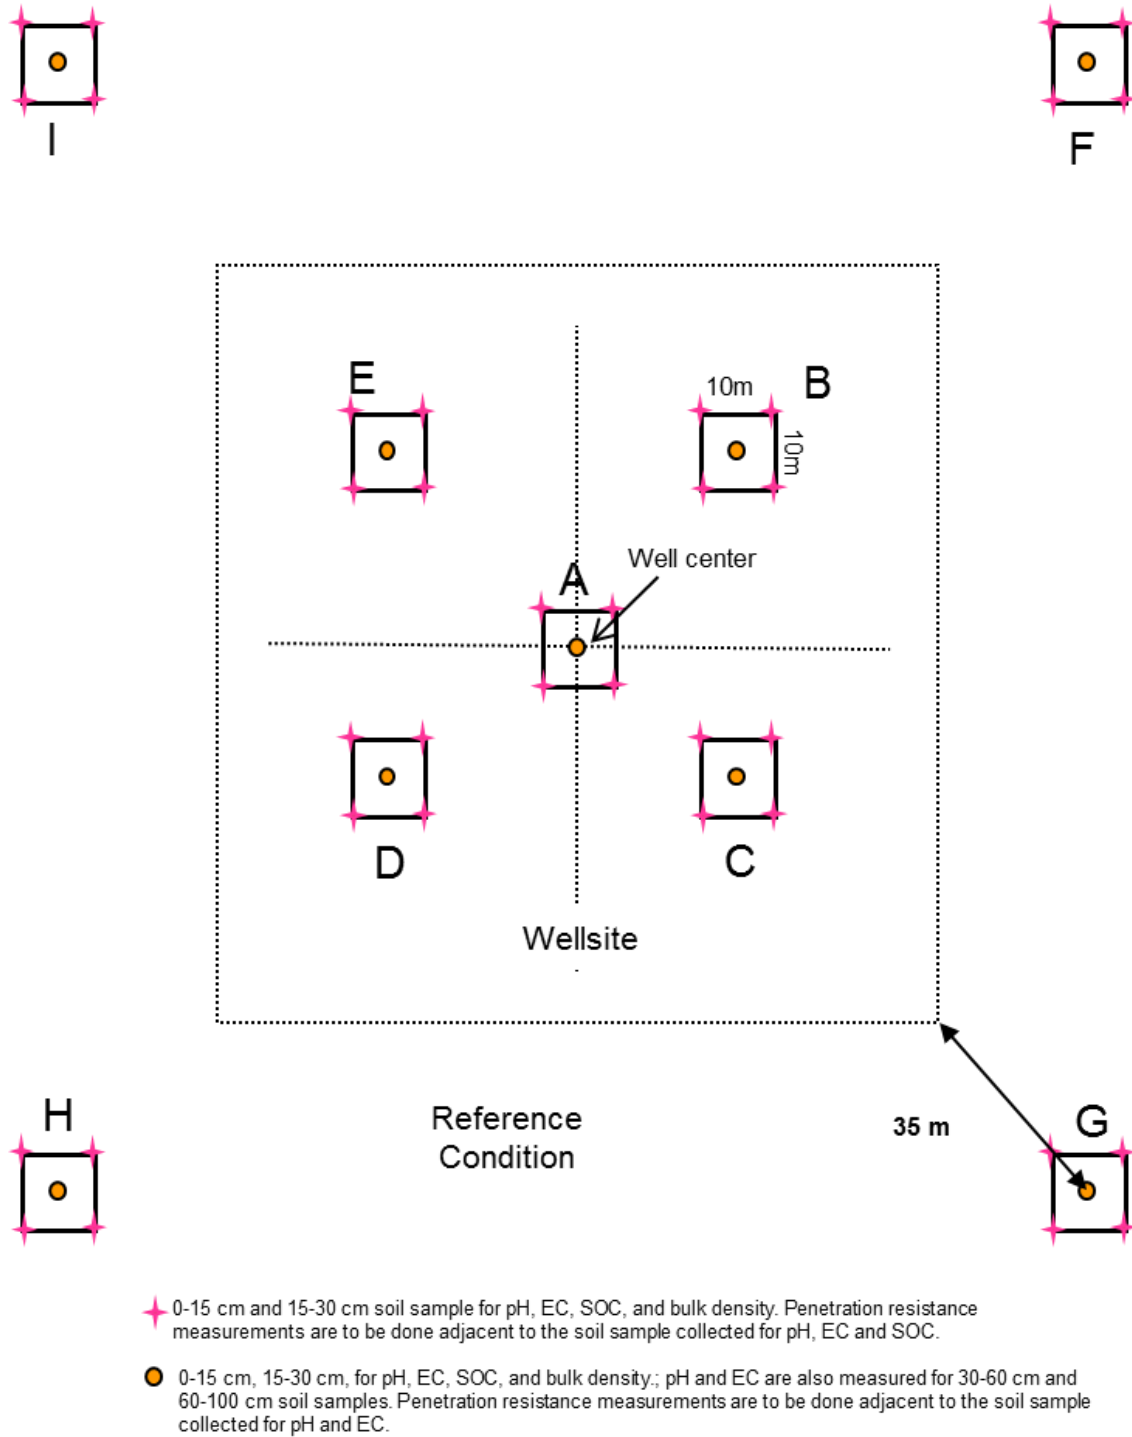 I
F
E
B
10m
10m
Well center
A
D
C
Wellsite
H
Reference
Condition
35 m
G
0-15 cm and 15-30 cm soil sample for pH, EC, SOC, and bulk density. Penetration resistance
measurements are to be done adjacent to the soil sample collected for pH, EC and SOC.
0-15 cm, 15-30 cm, for pH, EC, SOC, and bulk density.; pH and EC are also measured for 30-60 cm and
60-100 cm soil samples. Penetration resistance measurements are to be done adjacent to the soil sample
collected for pH and EC.